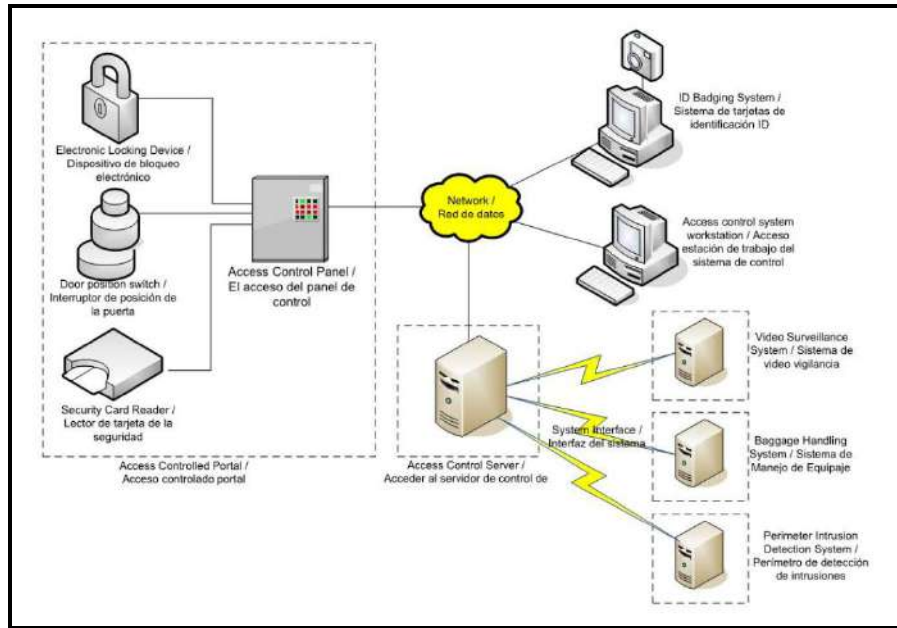 Electronic Locking Device /
Dispositivo de bloqueo
electrónico
Door position switch /
Interruptor de posición de
la puerta
Security Card Reader /
Lector de tarjeta de la
seguridad
Access Control Panel /
El acceso del panel de
control
Access Controlled Portal /
Acceso controlado portal
Network /
Red de datos
ID Badging System /
Sistema de tarjetas de
identificación ID
Access control system
workstation / Acceso
estación de trabajo del
sistema de control
Access Control Server /
Acceder al servidor de control de
System Interface /
Interfaz del sistema
Video Surveillance
System / Sistema de
video vigilancia
Baggage Handling
System / Sistema de
Manejo de Equipaje
Perimeter Intrusion
Detection System /
Perímetro de detección
de intrusiones